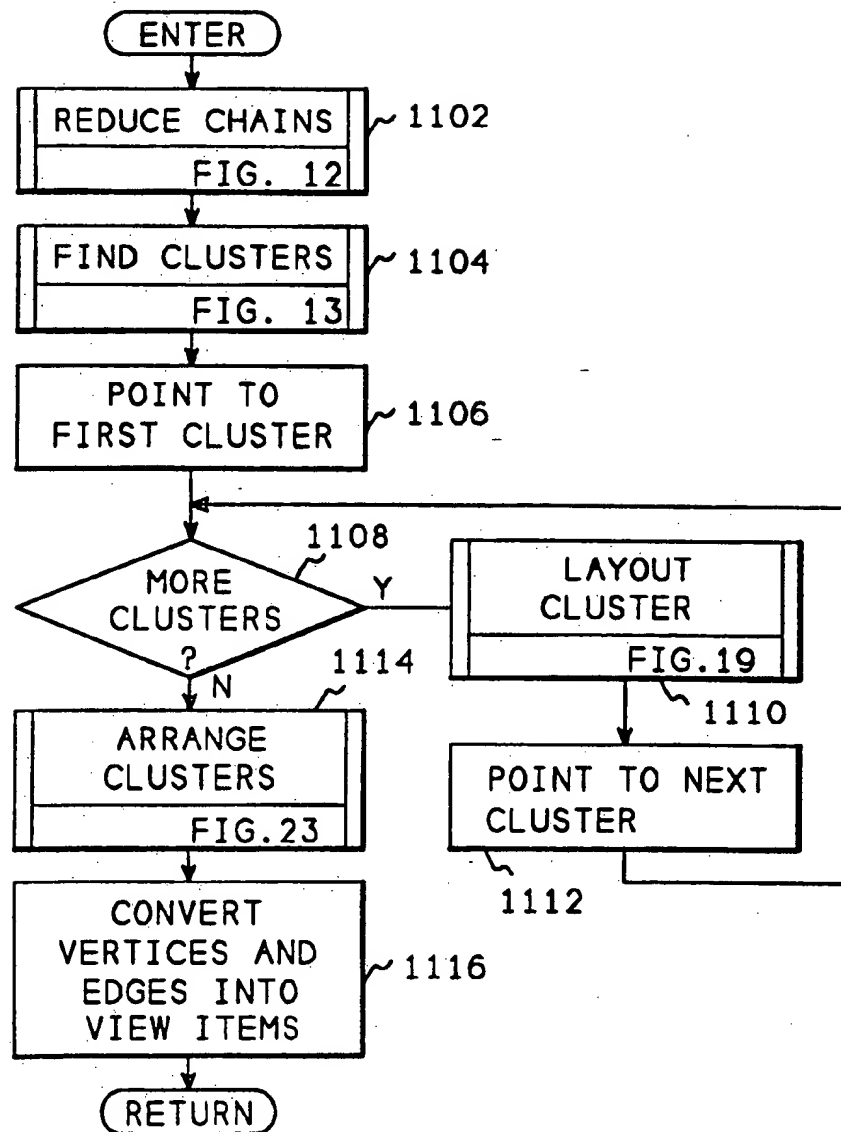 ENTER
REDUCE CHAINS
FIG. 12
1102
FIND CLUSTERS
FIG. 13
1104
POINT TO
FIRST CLUSTER
1106
MORE
CLUSTERS
?
1108
Y
N
LAYOUT
CLUSTER
FIG.19
1110
POINT TO NEXT
CLUSTER
1112
ARRANGE
CLUSTERS
FIG.23
1114
CONVERT
VERTICES AND
EDGES INTO
VIEW ITEMS
1116
RETURN